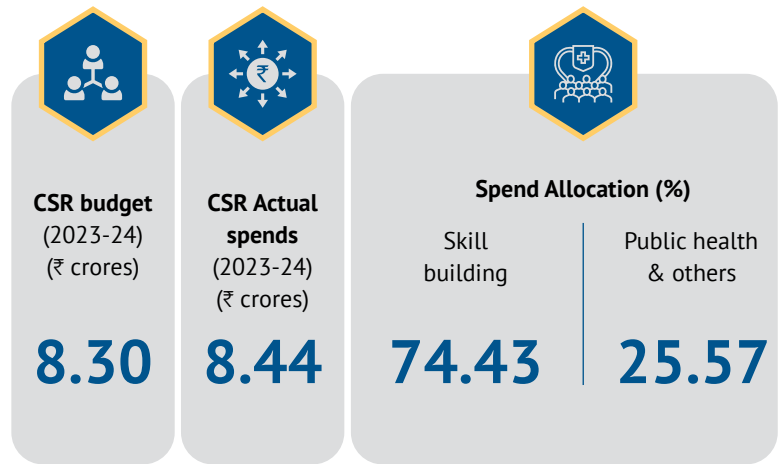 CSR budget
(2023-24)
(₹ crores)
8.30
₹
CSR Actual
spends
(2023-24)
(₹ crores)
8.44
Spend Allocation (%)
Skill
building
74.43
Public health
& others
25.57